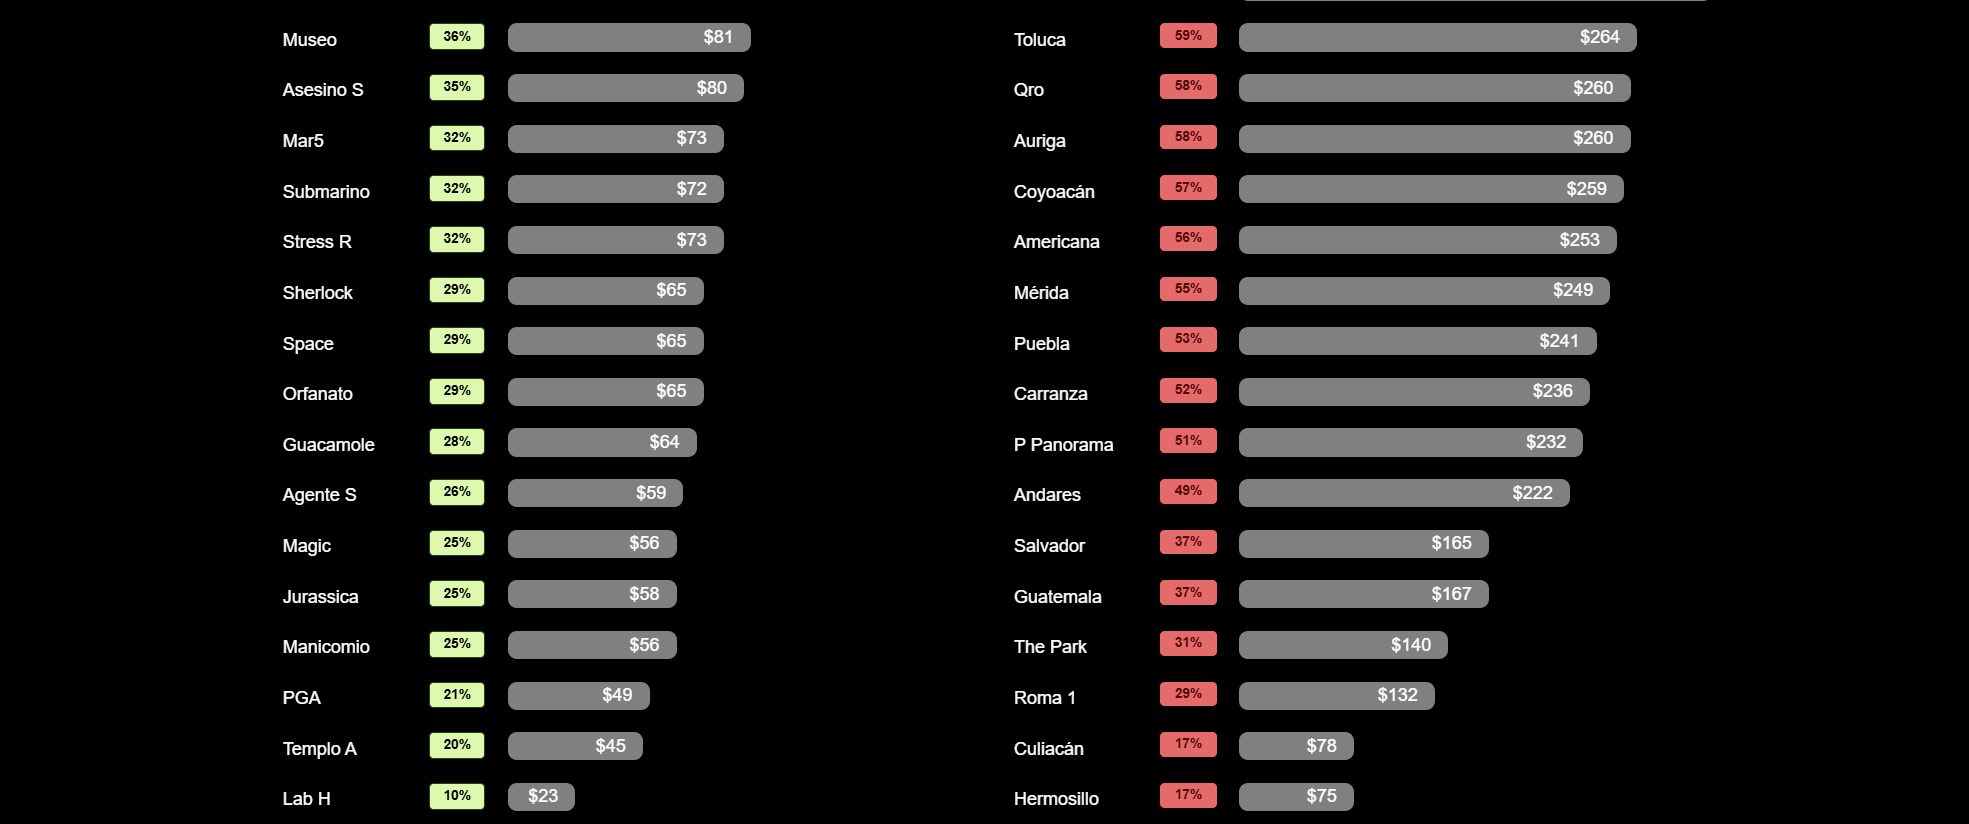 Museo 36% $81
Asesino S 35% $80
Mar5 32% $73
Submarino 32% $72
Stress R 32% $73
Sherlock 29% $65
Space 29% $65
Orfanato 29% $65
Guacamole 28% $64
Agente S 26% $59
Magic 25% $56
Jurassica 25% $58
Manicomio 25% $56
PGA 21% $49
Templo A 20% $45
Lab H 10% $23
Toluca 59% $264
Qro 58% $260
Auriga 58% $260
Coyoacán 57% $259
Americana 56% $253
Mérida 55% $249
Puebla 53% $241
Carranza 52% $236
P Panorama 51% $232
Andares 49% $222
Salvador 37% $165
Guatemala 37% $167
The Park 31% $140
Roma 1 29% $132
Culiacán 17% $78
Hermosillo 17% $75